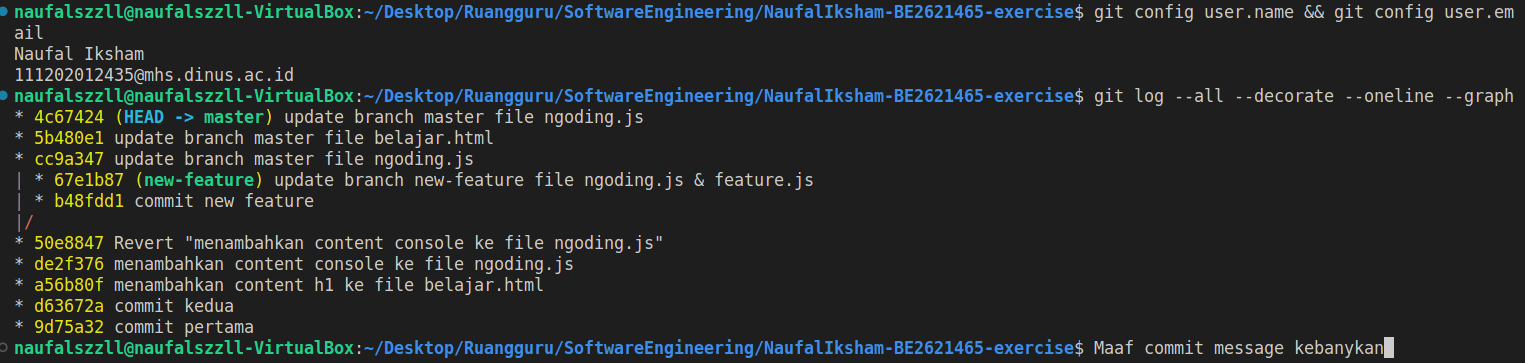 naufalszzll@naufalszzll-VirtualBox:~/Desktop/Ruangguru/SoftwareEngineering/NaufalIksham-BE2621465-exercise$ git config user.name && git config user.em
ail
Naufal Iksham
111202012435@mhs.dinus.ac.id
naufalszzll@naufalszzll-VirtualBox:~/Desktop/Ruangguru/SoftwareEngineering/NaufalIksham-BE2621465-exercise$ git log --all --decorate --oneline --graph
* 4c67424 (HEAD -> master) update branch master file ngoding.js
* 5b480e1 update branch master file belajar.html
* cc9a347 update branch master file ngoding.js
| * 67e1b87 (new-feature) update branch new-feature file ngoding.js & feature.js
| * b48fdd1 commit new feature
|/
* 50e8847 Revert "menambahkan content console ke file ngoding.js"
* de2f376 menambahkan content console ke file ngoding.js
* a56b80f menambahkan content h1 ke file belajar.html
* d63672a commit kedua
* 9d75a32 commit pertama
naufalszzll@naufalszzll-VirtualBox:~/Desktop/Ruangguru/SoftwareEngineering/NaufalIksham-BE2621465-exercise$ Maaf commit message kebanykan